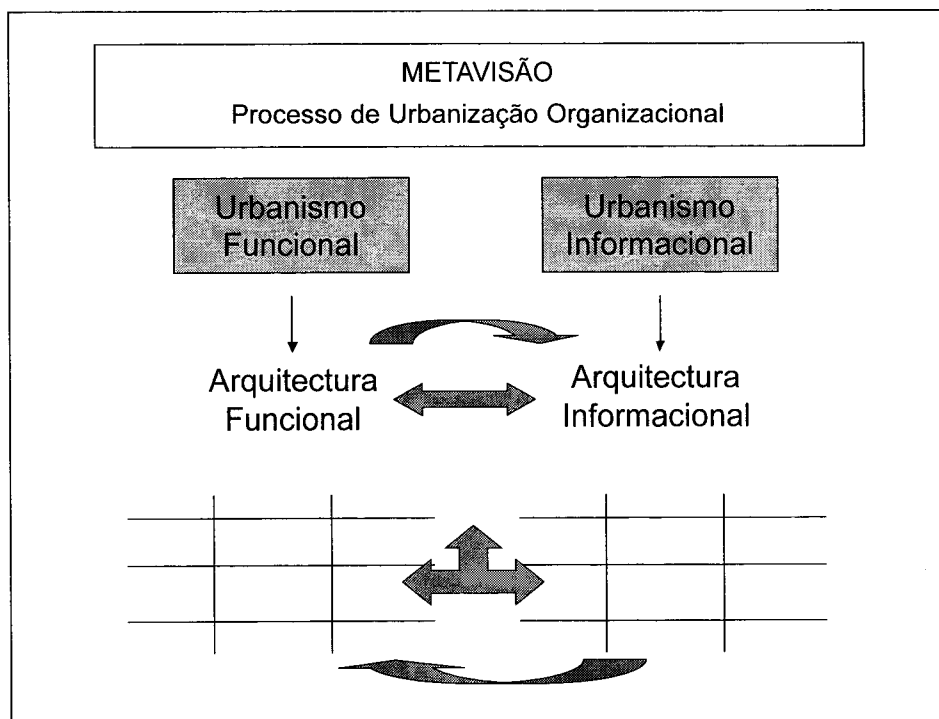 METAVISÃO
Processo de Urbanização Organizacional
Urbanismo
Funcional
Urbanismo
Informacional
Arquitectura
Funcional
Arquitectura
Informacional